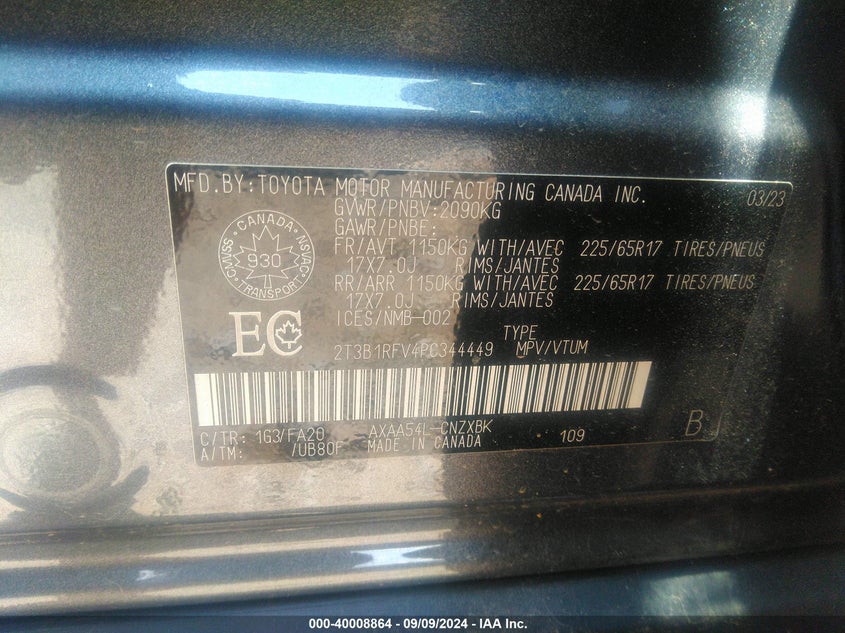 MFD.BY:TOYOTA MOTOR MANUFACTURING CANADA INC. 03/23
GVWR/PNBV:2090KG
GAWR/PNBE:
FR/AVT 1150KG WITH/AVEC 225/65R17 TIRES/PNEUS
17X7.0J RIMS/JANTES
RR/ARR 1150KG WITH/AVEC 225/65R17 TIRES/PNEUS
17X7.0J RIMS/JANTES
ICES/NMB-002
CANADA
CMVSS NSVAC
930
TRANSPORT
EC
TYPE
2T3B1RFV4PC344449 MPV/VTUM
C/TR: 1G3/FA20 AXAA54L-CNZXBK 109 BJ
A/TM: /UB80F MADE IN CANADA
000-40008864 - 09/09/2024 - IAA Inc.